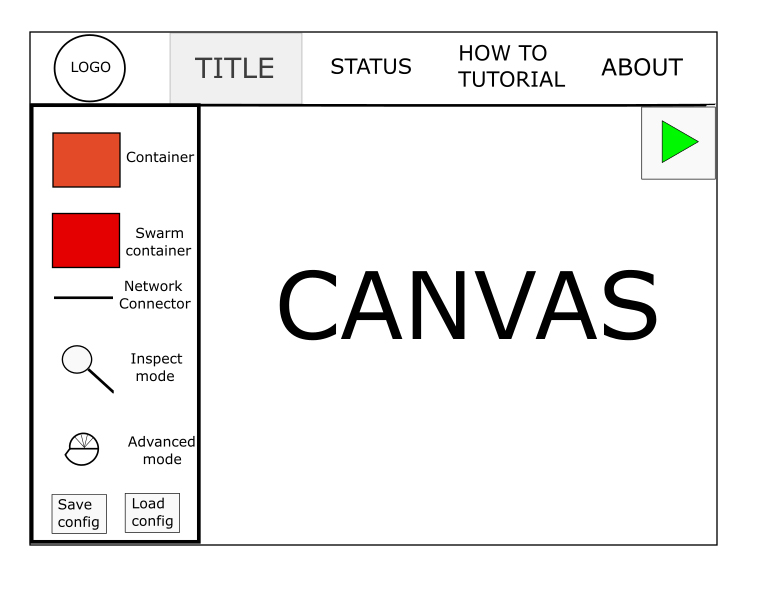 LOGO
TITLE
STATUS
HOW TO
TUTORIAL
ABOUT
Container
Swarm
container
Network
Connector
Inspect
mode
Advanced
mode
Save
config
Load
config
CANVAS